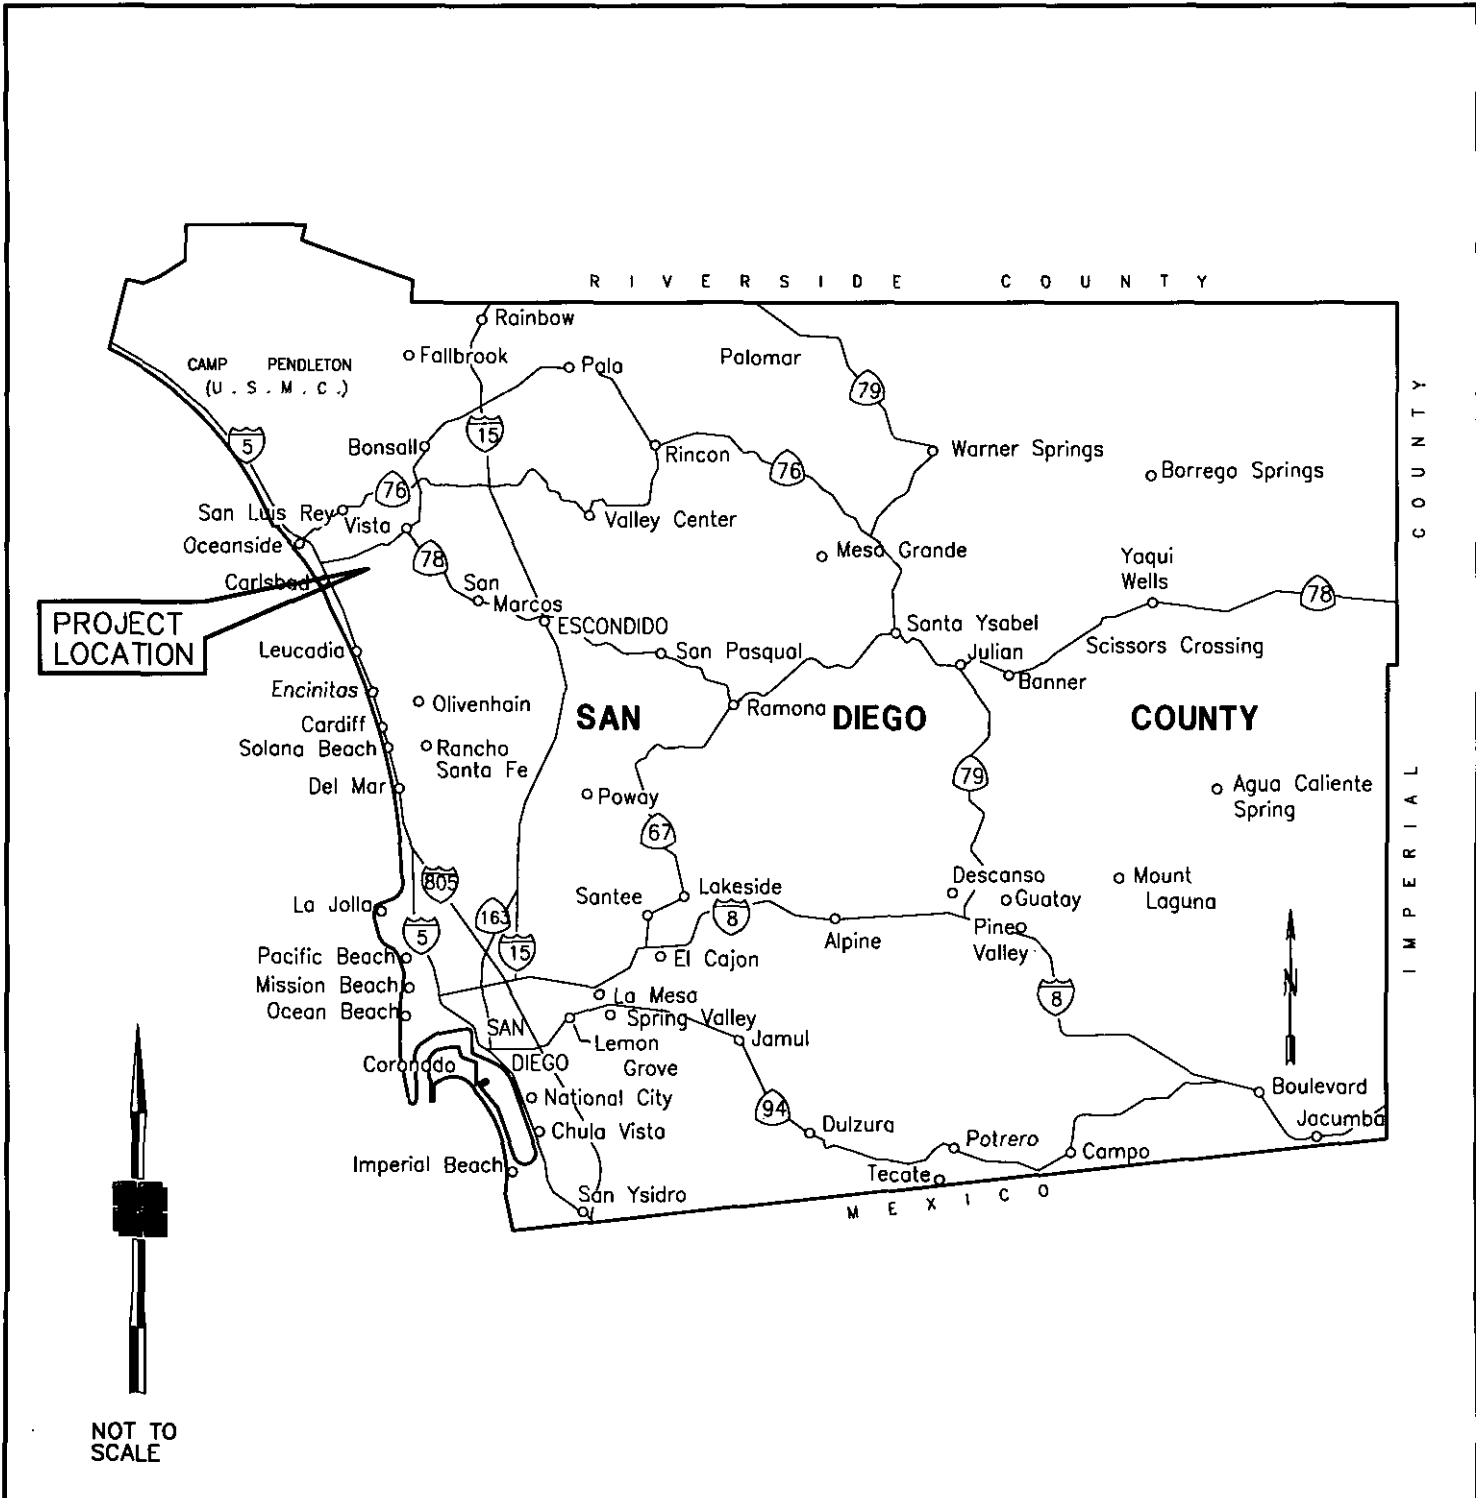 RIVERSIDE COUNTY
Rainbow
Fallbrook
Pala
Palomar
CAMP PENDLETON
(U.S.M.C.)
79
COUNTY
5
15
Bonsall
Rincon
Warner Springs
76
76
Borrego Springs
San Luis Rey
Vista
Valley Center
Oceanside
Mesa Grande
78
Yaqui
Wells
Carlsbad
San
Marcos
78
PROJECT
LOCATION
ESCONDIDO
Santa Ysabel
Leucadia
San Pasqual
Julian
Scissors Crossing
Banner
Encinitas
Olivenhain
Ramona
SAN DIEGO COUNTY
Cardiff
Solana Beach
Rancho
Santa Fe
Del Mar
Poway
79
Agua Caliente
Spring
IMPERIAL
67
805
Descanso
Mount
Laguna
Santee
Lakeside
Guatay
La Jolla
163
8
5
Alpine
Pine
Valley
15
Pacific Beach
El Cajon
Mission Beach
La Mesa
8
N
Ocean Beach
SAN
DIEGO
Spring Valley
Lemon
Grove
Jamul
Coronado
National City
94
Boulevard
Chula Vista
Dulzura
Jacumba
Potrero
Campo
Imperial Beach
Tecate
San Ysidro
MEXICO
NOT TO
SCALE